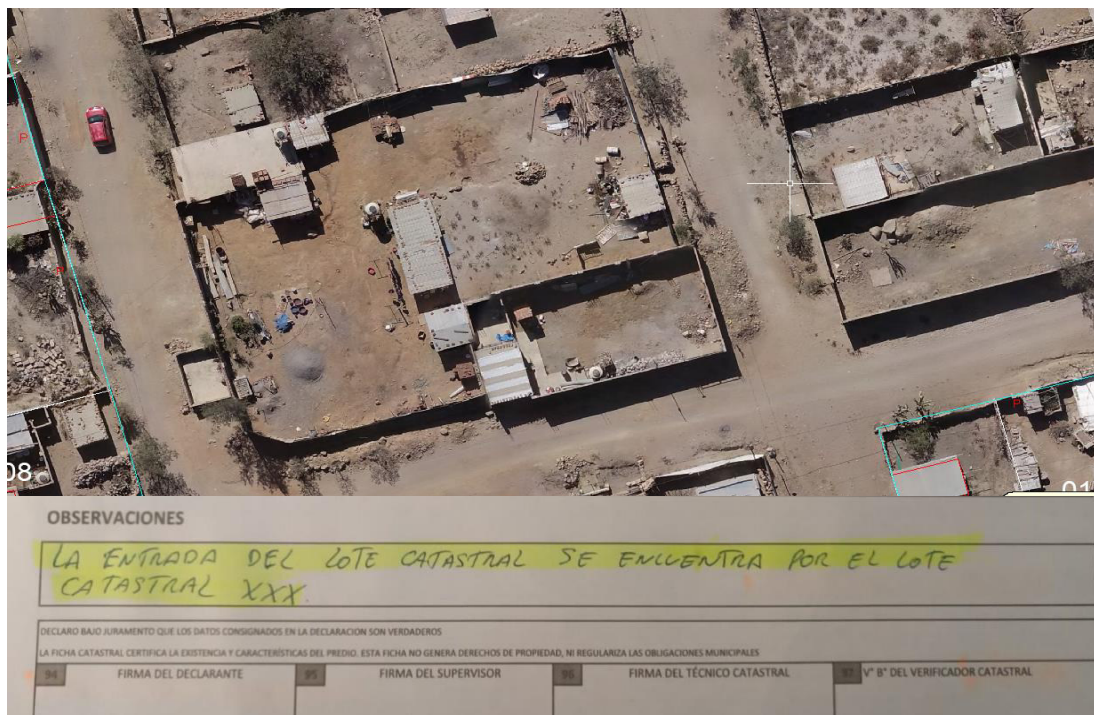 P
P
P
08
01
OBSERVACIONES
LA ENTRADA DEL LOTE CATASTRAL SE ENCUENTRA POR EL LOTE
CATASTRAL XXX.
DECLARO BAJO JURAMENTO QUE LOS DATOS CONSIGNADOS EN LA DECLARACION SON VERDADEROS
LA FICHA CATASTRAL CERTIFICA LA EXISTENCIA Y CARACTERÍSTICAS DEL PREDIO. ESTA FICHA NO GENERA DERECHOS DE PROPIEDAD, NI REGULARIZA LAS OBLIGACIONES MUNICIPALES
94 FIRMA DEL DECLARANTE 95 FIRMA DEL SUPERVISOR 96 FIRMA DEL TÉCNICO CATASTRAL 97 V° B° DEL VERIFICADOR CATASTRAL